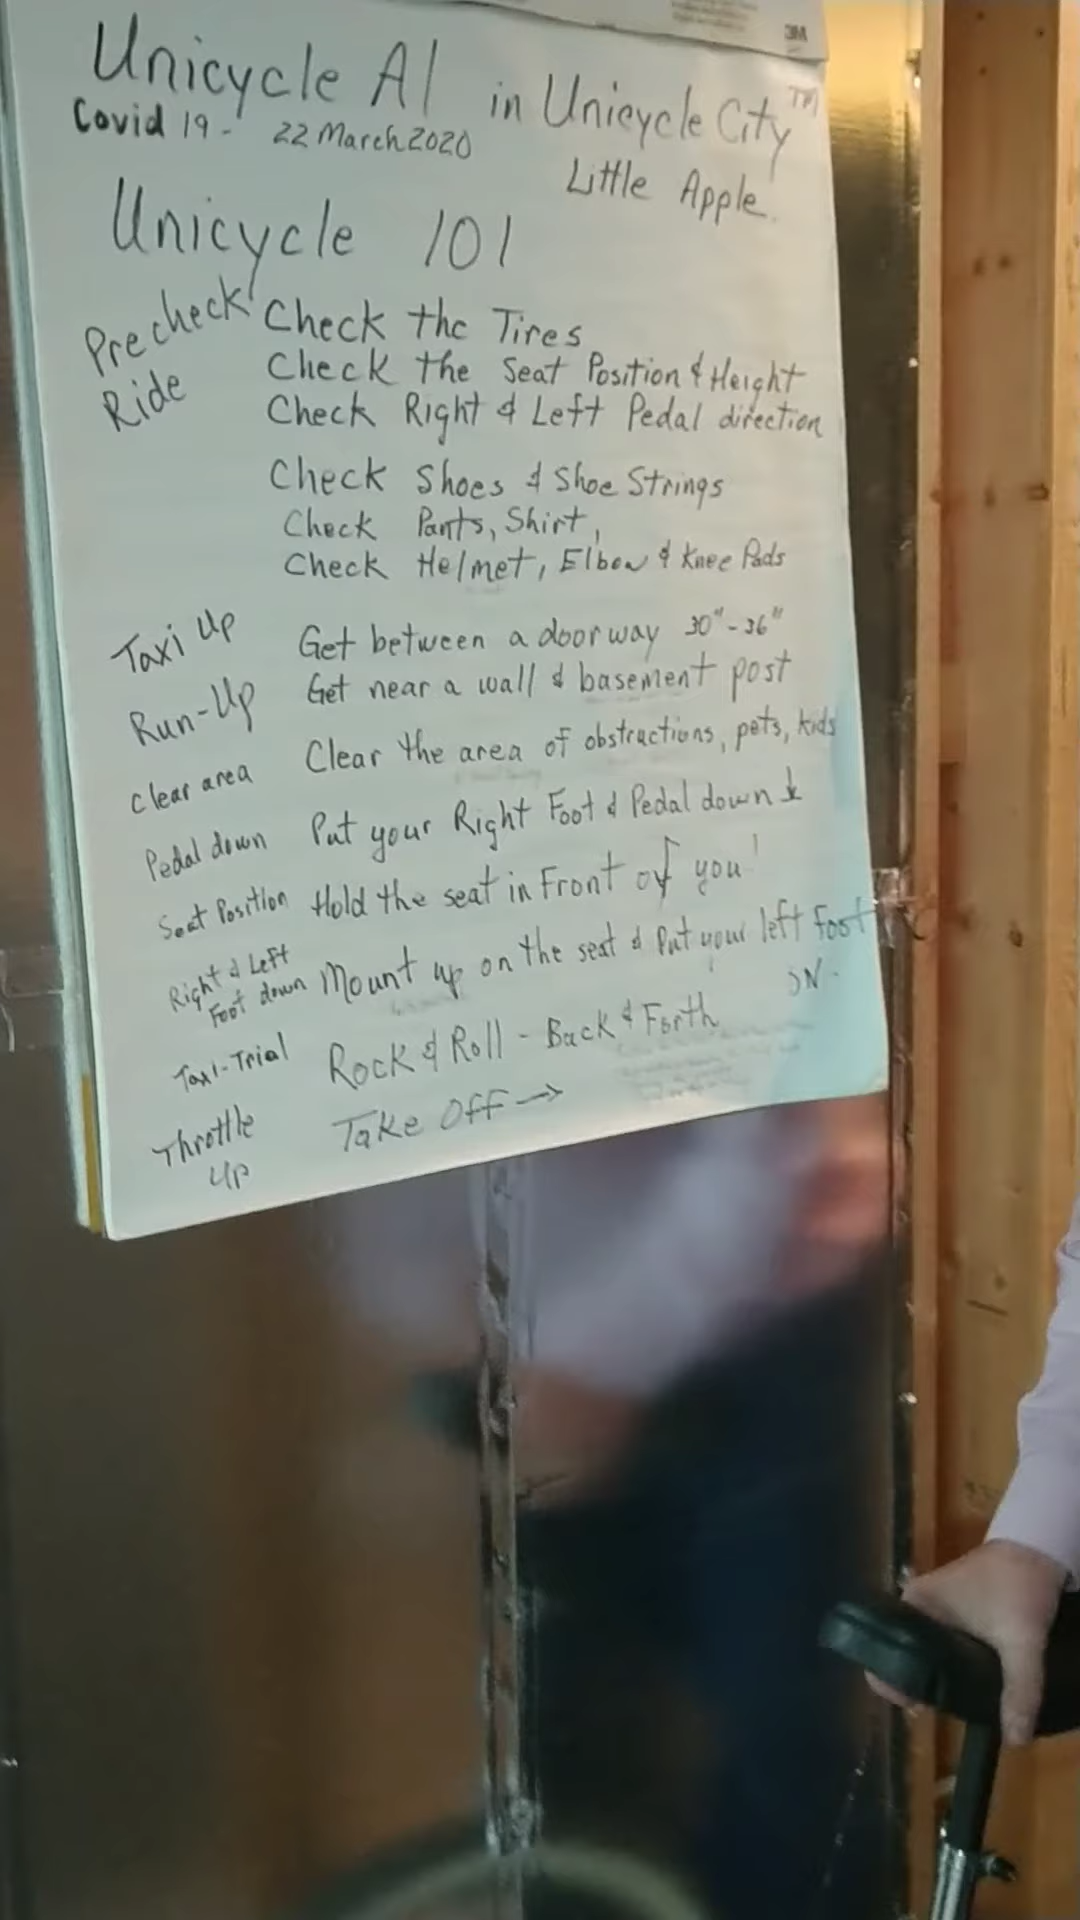 3M
Unicycle Al in Unicycle City™
Covid 19 - 22 March 2020
Little Apple
Unicycle 101
Precheck Check the Tires
Ride Check the Seat Position & Height
Check Right & Left Pedal direction
Check Shoes & Shoe Strings
Check Pants, Shirt,
Check Helmet, Elbow & Knee Pads
Taxi Up Get between a doorway 30" - 36"
Run-Up Get near a wall & basement post
Clear area Clear the area of obstructions, pets, kids
Pedal down Put your Right Foot & Pedal down ↓
Seat Position Hold the seat in Front of you!
Right & Left
Foot down Mount up on the seat & Put your left foot
ON.
Taxi-Trial Rock & Roll - Back & Forth
Throttle
Up Take Off →